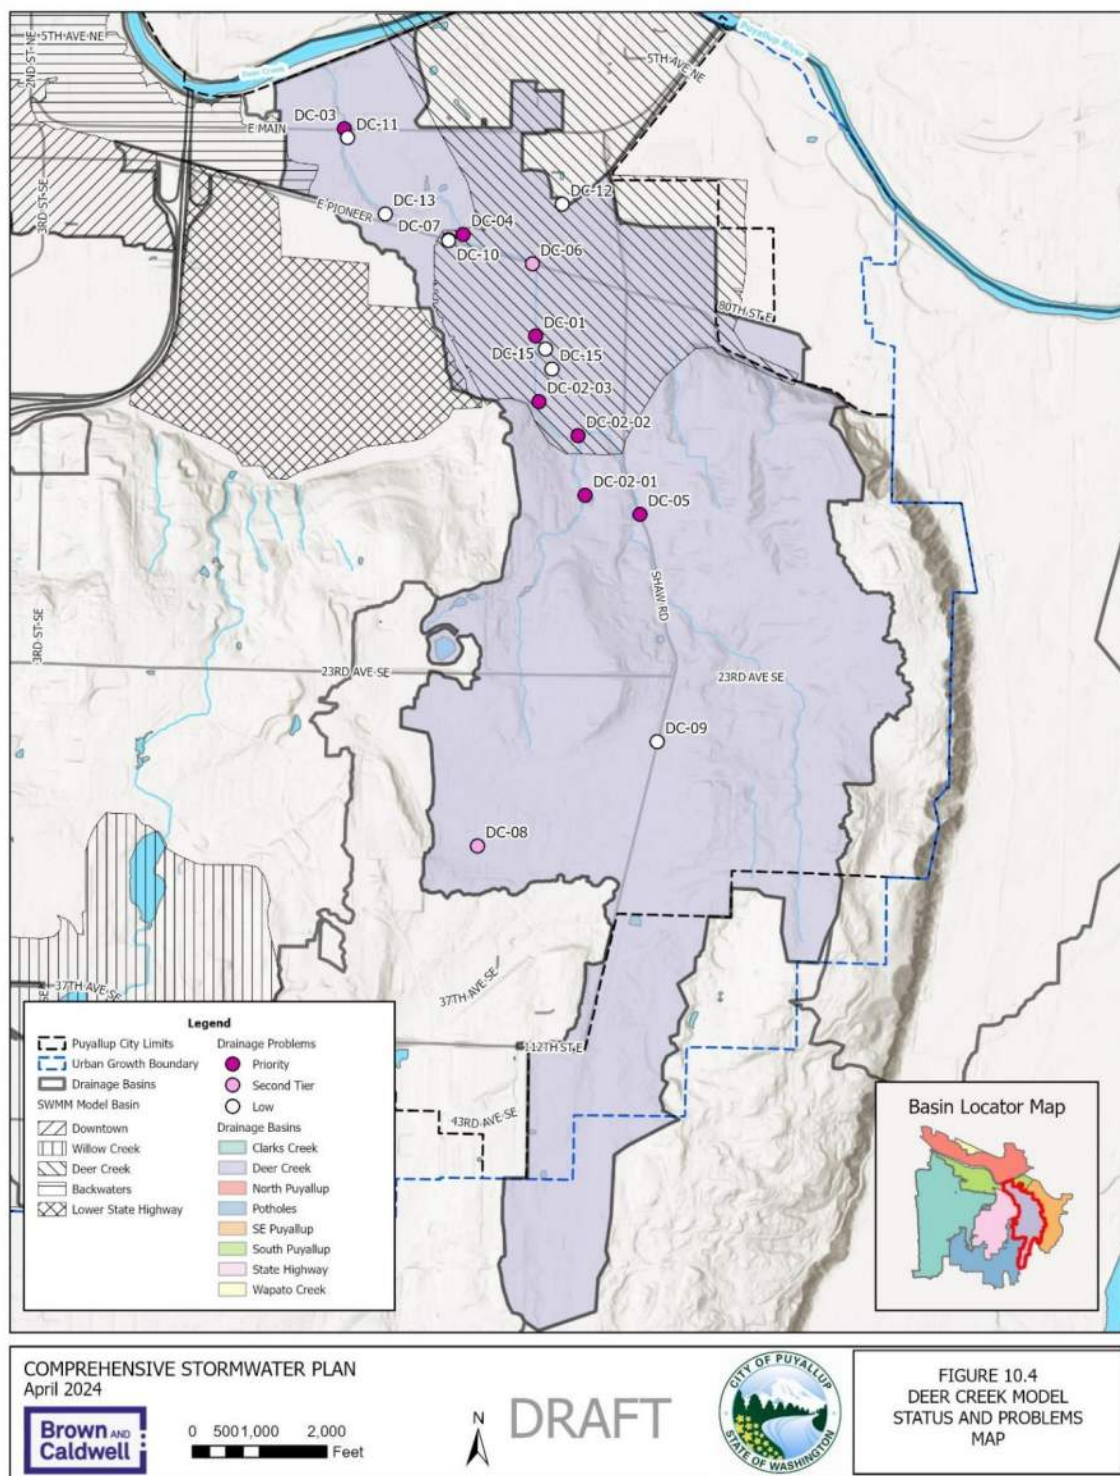 5TH AVE NE
2ND ST NE
Puyallup River
5TH AVE NE
DC-03
DC-11
E MAIN
DC-12
DC-13
E PIONEER
3RD ST SE
DC-07
DC-04
DC-10
DC-06
80TH ST E
DC-01
DC-15
DC-15
DC-02-03
DC-02-02
DC-02-01
DC-05
SHAW RD
3RD ST SE
23RD AVE SE
23RD AVE SE
DC-09
DC-08
37TH AVE SE
37TH AVE SE
112TH ST E
43RD AVE SE
Legend
Puyallup City Limits
Urban Growth Boundary
Drainage Basins
SWMM Model Basin
Downtown
Willow Creek
Deer Creek
Backwaters
Lower State Highway
Drainage Problems
Priority
Second Tier
Low
Drainage Basins
Clarks Creek
Deer Creek
North Puyallup
Potholes
SE Puyallup
South Puyallup
State Highway
Wapato Creek
Basin Locator Map
COMPREHENSIVE STORMWATER PLAN
April 2024
Brown AND
Caldwell
0 500 1,000 2,000
Feet
N
DRAFT
CITY OF PUYALLUP
STATE OF WASHINGTON
FIGURE 10.4
DEER CREEK MODEL
STATUS AND PROBLEMS
MAP